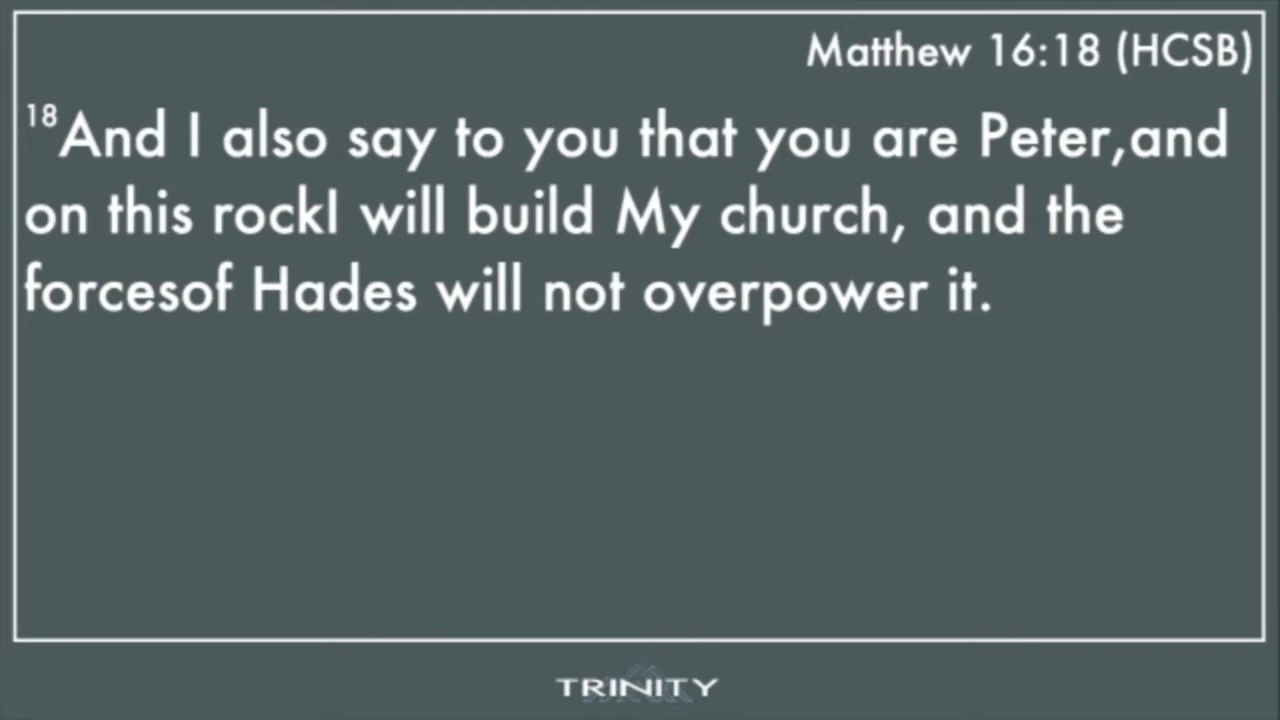 Matthew 16:18 (HCSB)
18And I also say to you that you are Peter,and
on this rockI will build My church, and the
forcesof Hades will not overpower it.
TRINITY